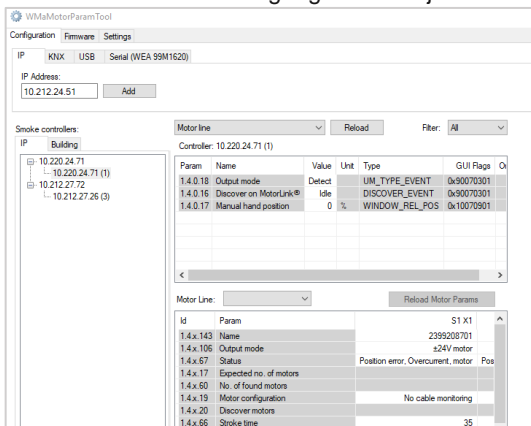 WMaMotorParamTool
Configuration Firmware Settings
IP KNX USB Serial (WEA 99M1620)
IP Address:
10.212.24.51 Add
Smoke controllers:
IP Building
10.220.24.71
10.220.24.71 (1)
10.212.27.72
10.212.27.26 (3)
Motor line Reload Filter: All
Controller: 10.220.24.71 (1)
Param Name Value Unit Type GUI Flags
1.4.0.18 Output mode Detect UM_TYPE_EVENT 0x90070301
1.4.0.16 Discover on MotorLink® Idle DISCOVER_EVENT 0x90070301
1.4.0.17 Manual hand position 0 % WINDOW_REL_POS 0x10070901
Motor Line: Reload Motor Params
Id Param S1 X1
1.4.x.143 Name 2399208701
1.4.x.106 Output mode ±24V motor
1.4.x.67 Status Position error, Overcurrent, motor Pos
1.4.x.17 Expected no. of motors
1.4.x.60 No. of found motors
1.4.x.19 Motor configuration No cable monitoring
1.4.x.20 Discover motors
1.4.x.66 Stroke time 35